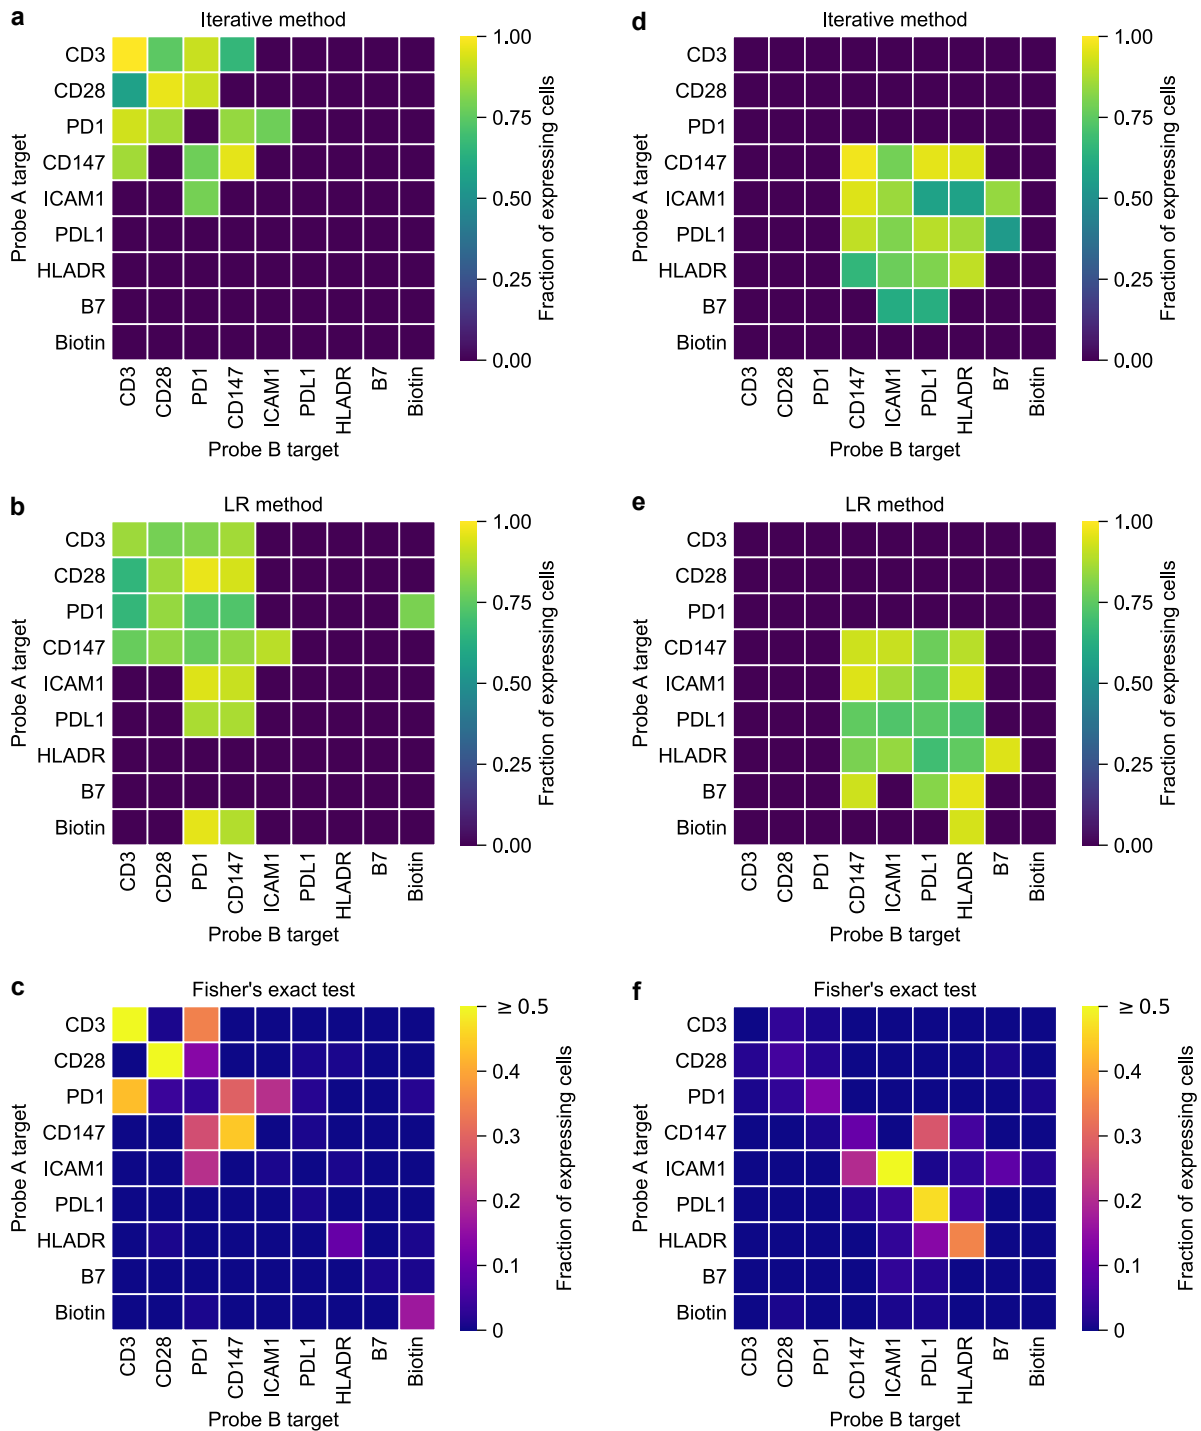 a
Iterative method
CD3
CD28
PD1
CD147
ICAM1
PDL1
HLADR
B7
Biotin
Probe A target
CD3
CD28
PD1
CD147
ICAM1
PDL1
HLADR
B7
Biotin
Probe B target
1.00
0.75
0.50
0.25
0.00
Fraction of expressing cells
d
Iterative method
CD3
CD28
PD1
CD147
ICAM1
PDL1
HLADR
B7
Biotin
Probe A target
CD3
CD28
PD1
CD147
ICAM1
PDL1
HLADR
B7
Biotin
Probe B target
1.00
0.75
0.50
0.25
0.00
Fraction of expressing cells
b
LR method
CD3
CD28
PD1
CD147
ICAM1
PDL1
HLADR
B7
Biotin
Probe A target
CD3
CD28
PD1
CD147
ICAM1
PDL1
HLADR
B7
Biotin
Probe B target
1.00
0.75
0.50
0.25
0.00
Fraction of expressing cells
e
LR method
CD3
CD28
PD1
CD147
ICAM1
PDL1
HLADR
B7
Biotin
Probe A target
CD3
CD28
PD1
CD147
ICAM1
PDL1
HLADR
B7
Biotin
Probe B target
1.00
0.75
0.50
0.25
0.00
Fraction of expressing cells
c
Fisher's exact test
CD3
CD28
PD1
CD147
ICAM1
PDL1
HLADR
B7
Biotin
Probe A target
CD3
CD28
PD1
CD147
ICAM1
PDL1
HLADR
B7
Biotin
Probe B target
≥ 0.5
0.4
0.3
0.2
0.1
0
Fraction of expressing cells
f
Fisher's exact test
CD3
CD28
PD1
CD147
ICAM1
PDL1
HLADR
B7
Biotin
Probe A target
CD3
CD28
PD1
CD147
ICAM1
PDL1
HLADR
B7
Biotin
Probe B target
≥ 0.5
0.4
0.3
0.2
0.1
0
Fraction of expressing cells